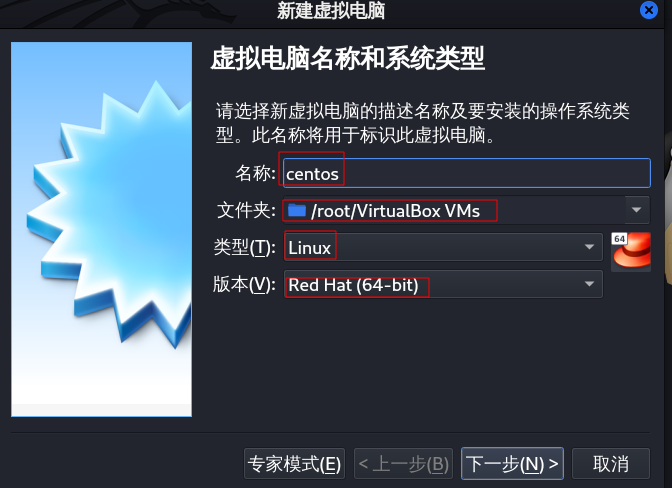 新建虚拟电脑
虚拟电脑名称和系统类型
请选择新虚拟电脑的描述名称及要安装的操作系统类
型。此名称将用于标识此虚拟电脑。
名称: centos
文件夹: /root/VirtualBox VMs
类型(T): Linux
64
版本(V): Red Hat (64-bit)
专家模式(E) < 上一步(B) 下一步(N) > 取消